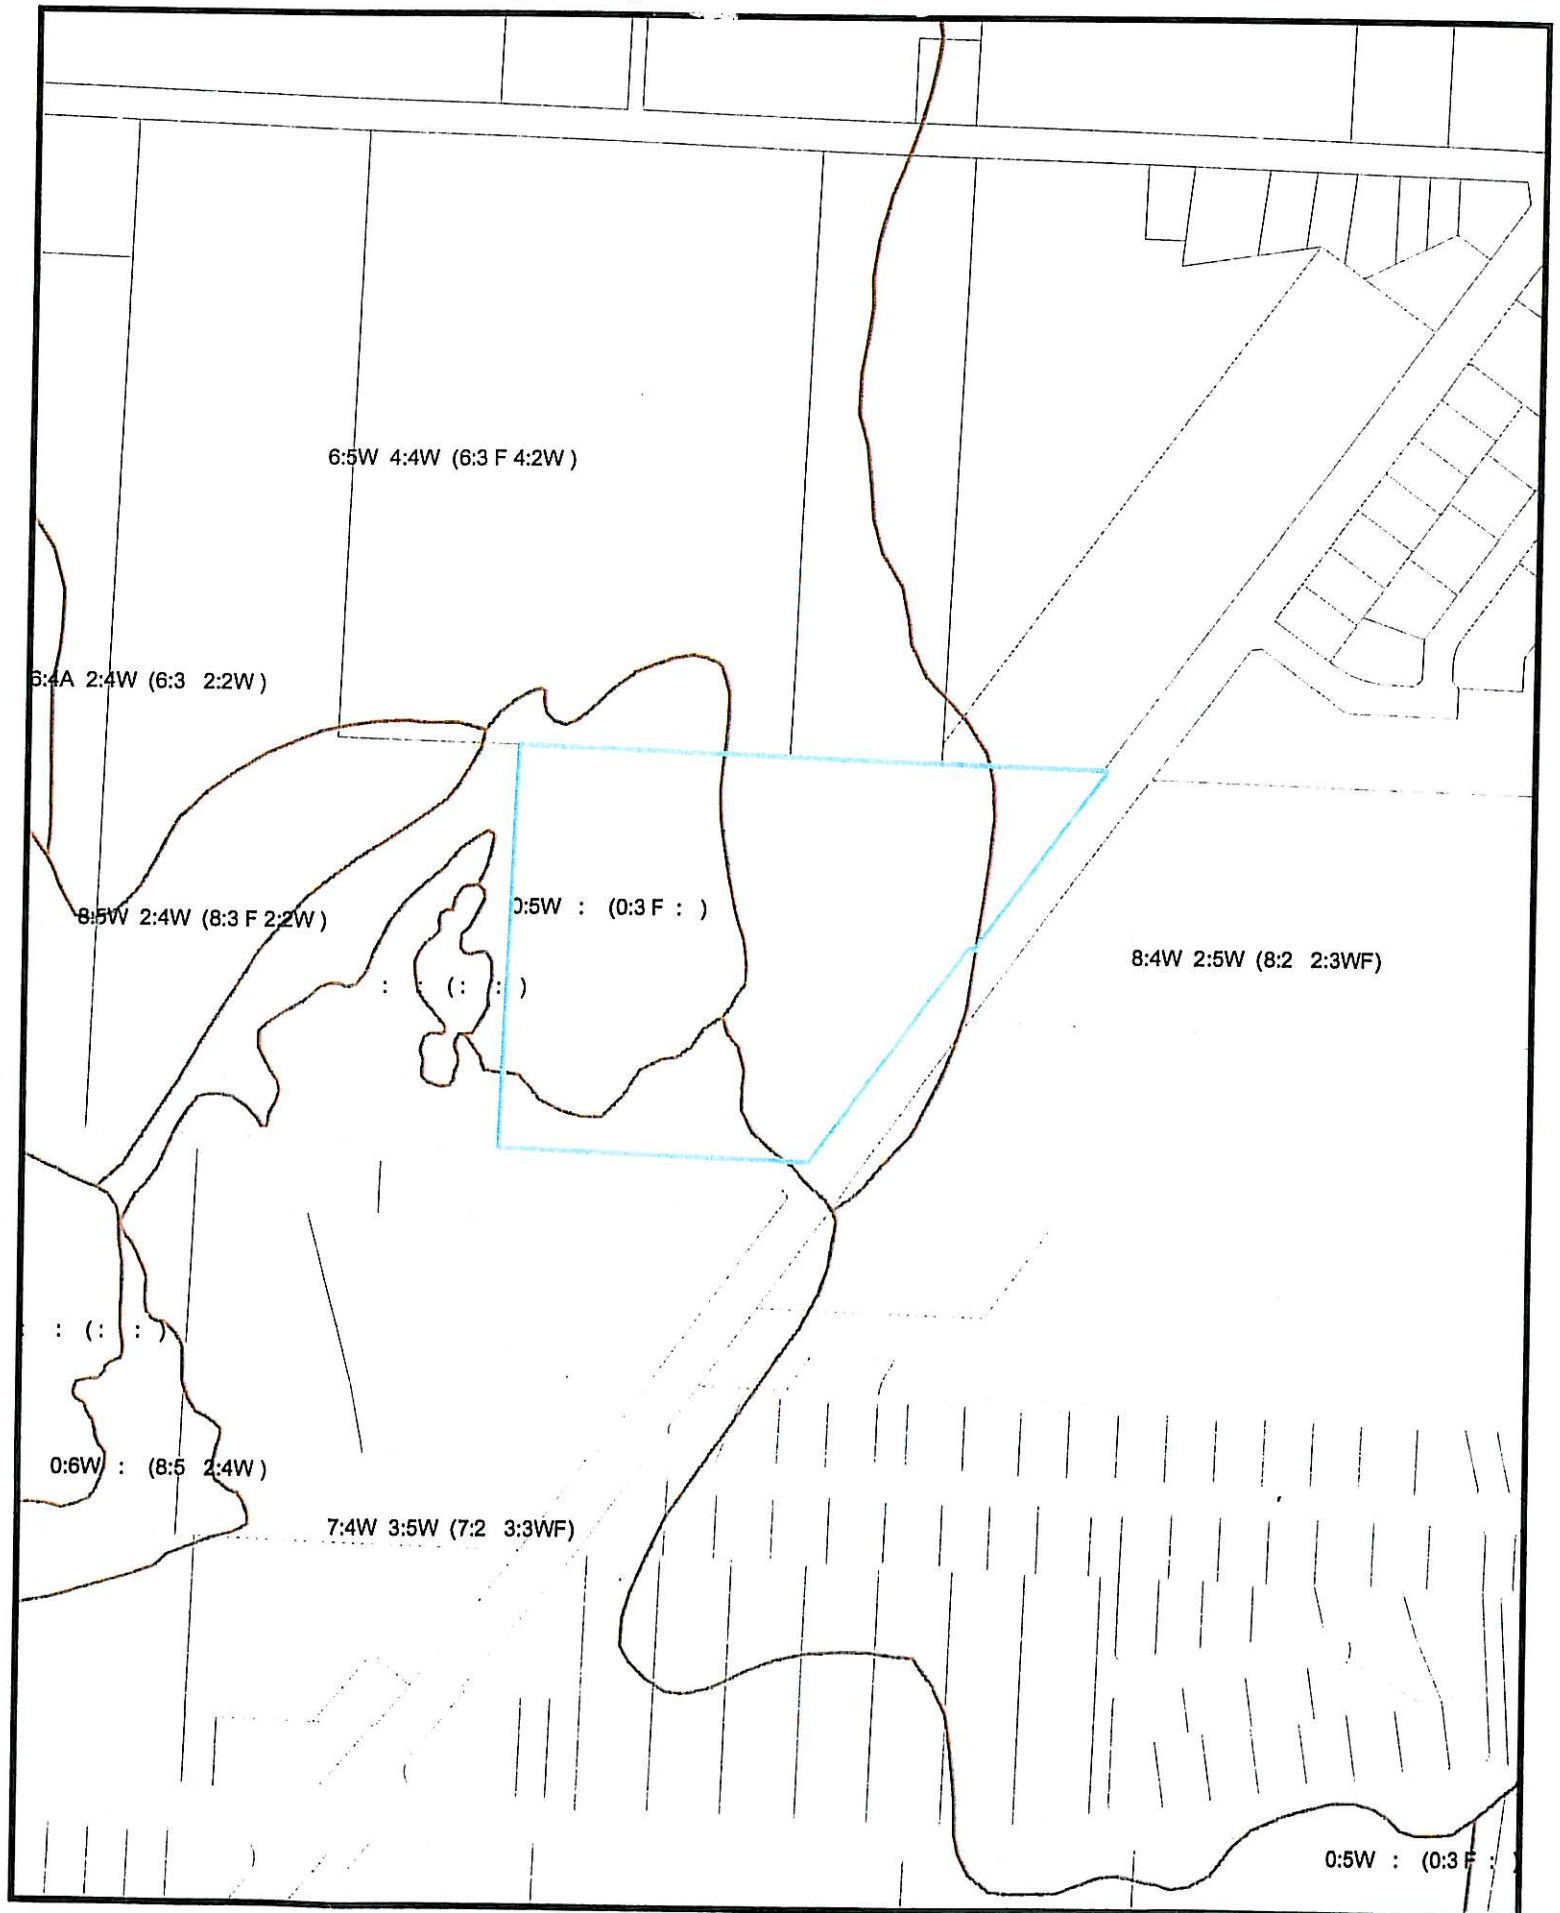 6:5W 4:4W (6:3 F 4:2W )
6:4A 2:4W (6:3 2:2W )
8:5W 2:4W (8:3 F 2:2W )
0:5W : (0:3 F : )
8:4W 2:5W (8:2 2:3WF)
: : (: : )
: : (: : )
0:6W : (8:5 2:4W )
7:4W 3:5W (7:2 3:3WF)
0:5W : (0:3 F : )